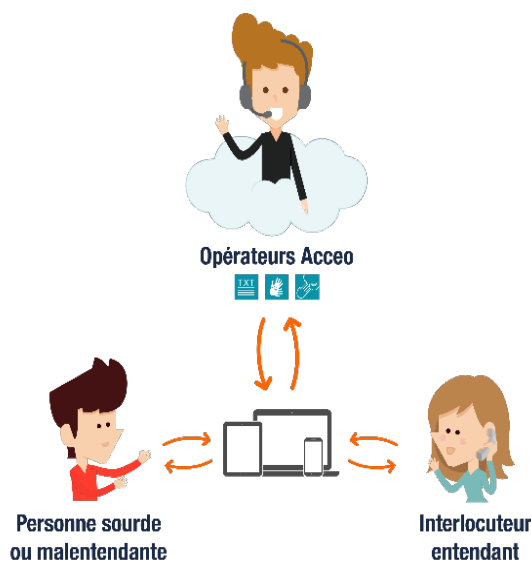 Opérateurs Acceo
TXT
Personne sourde
ou malentendante
Interlocuteur
entendant